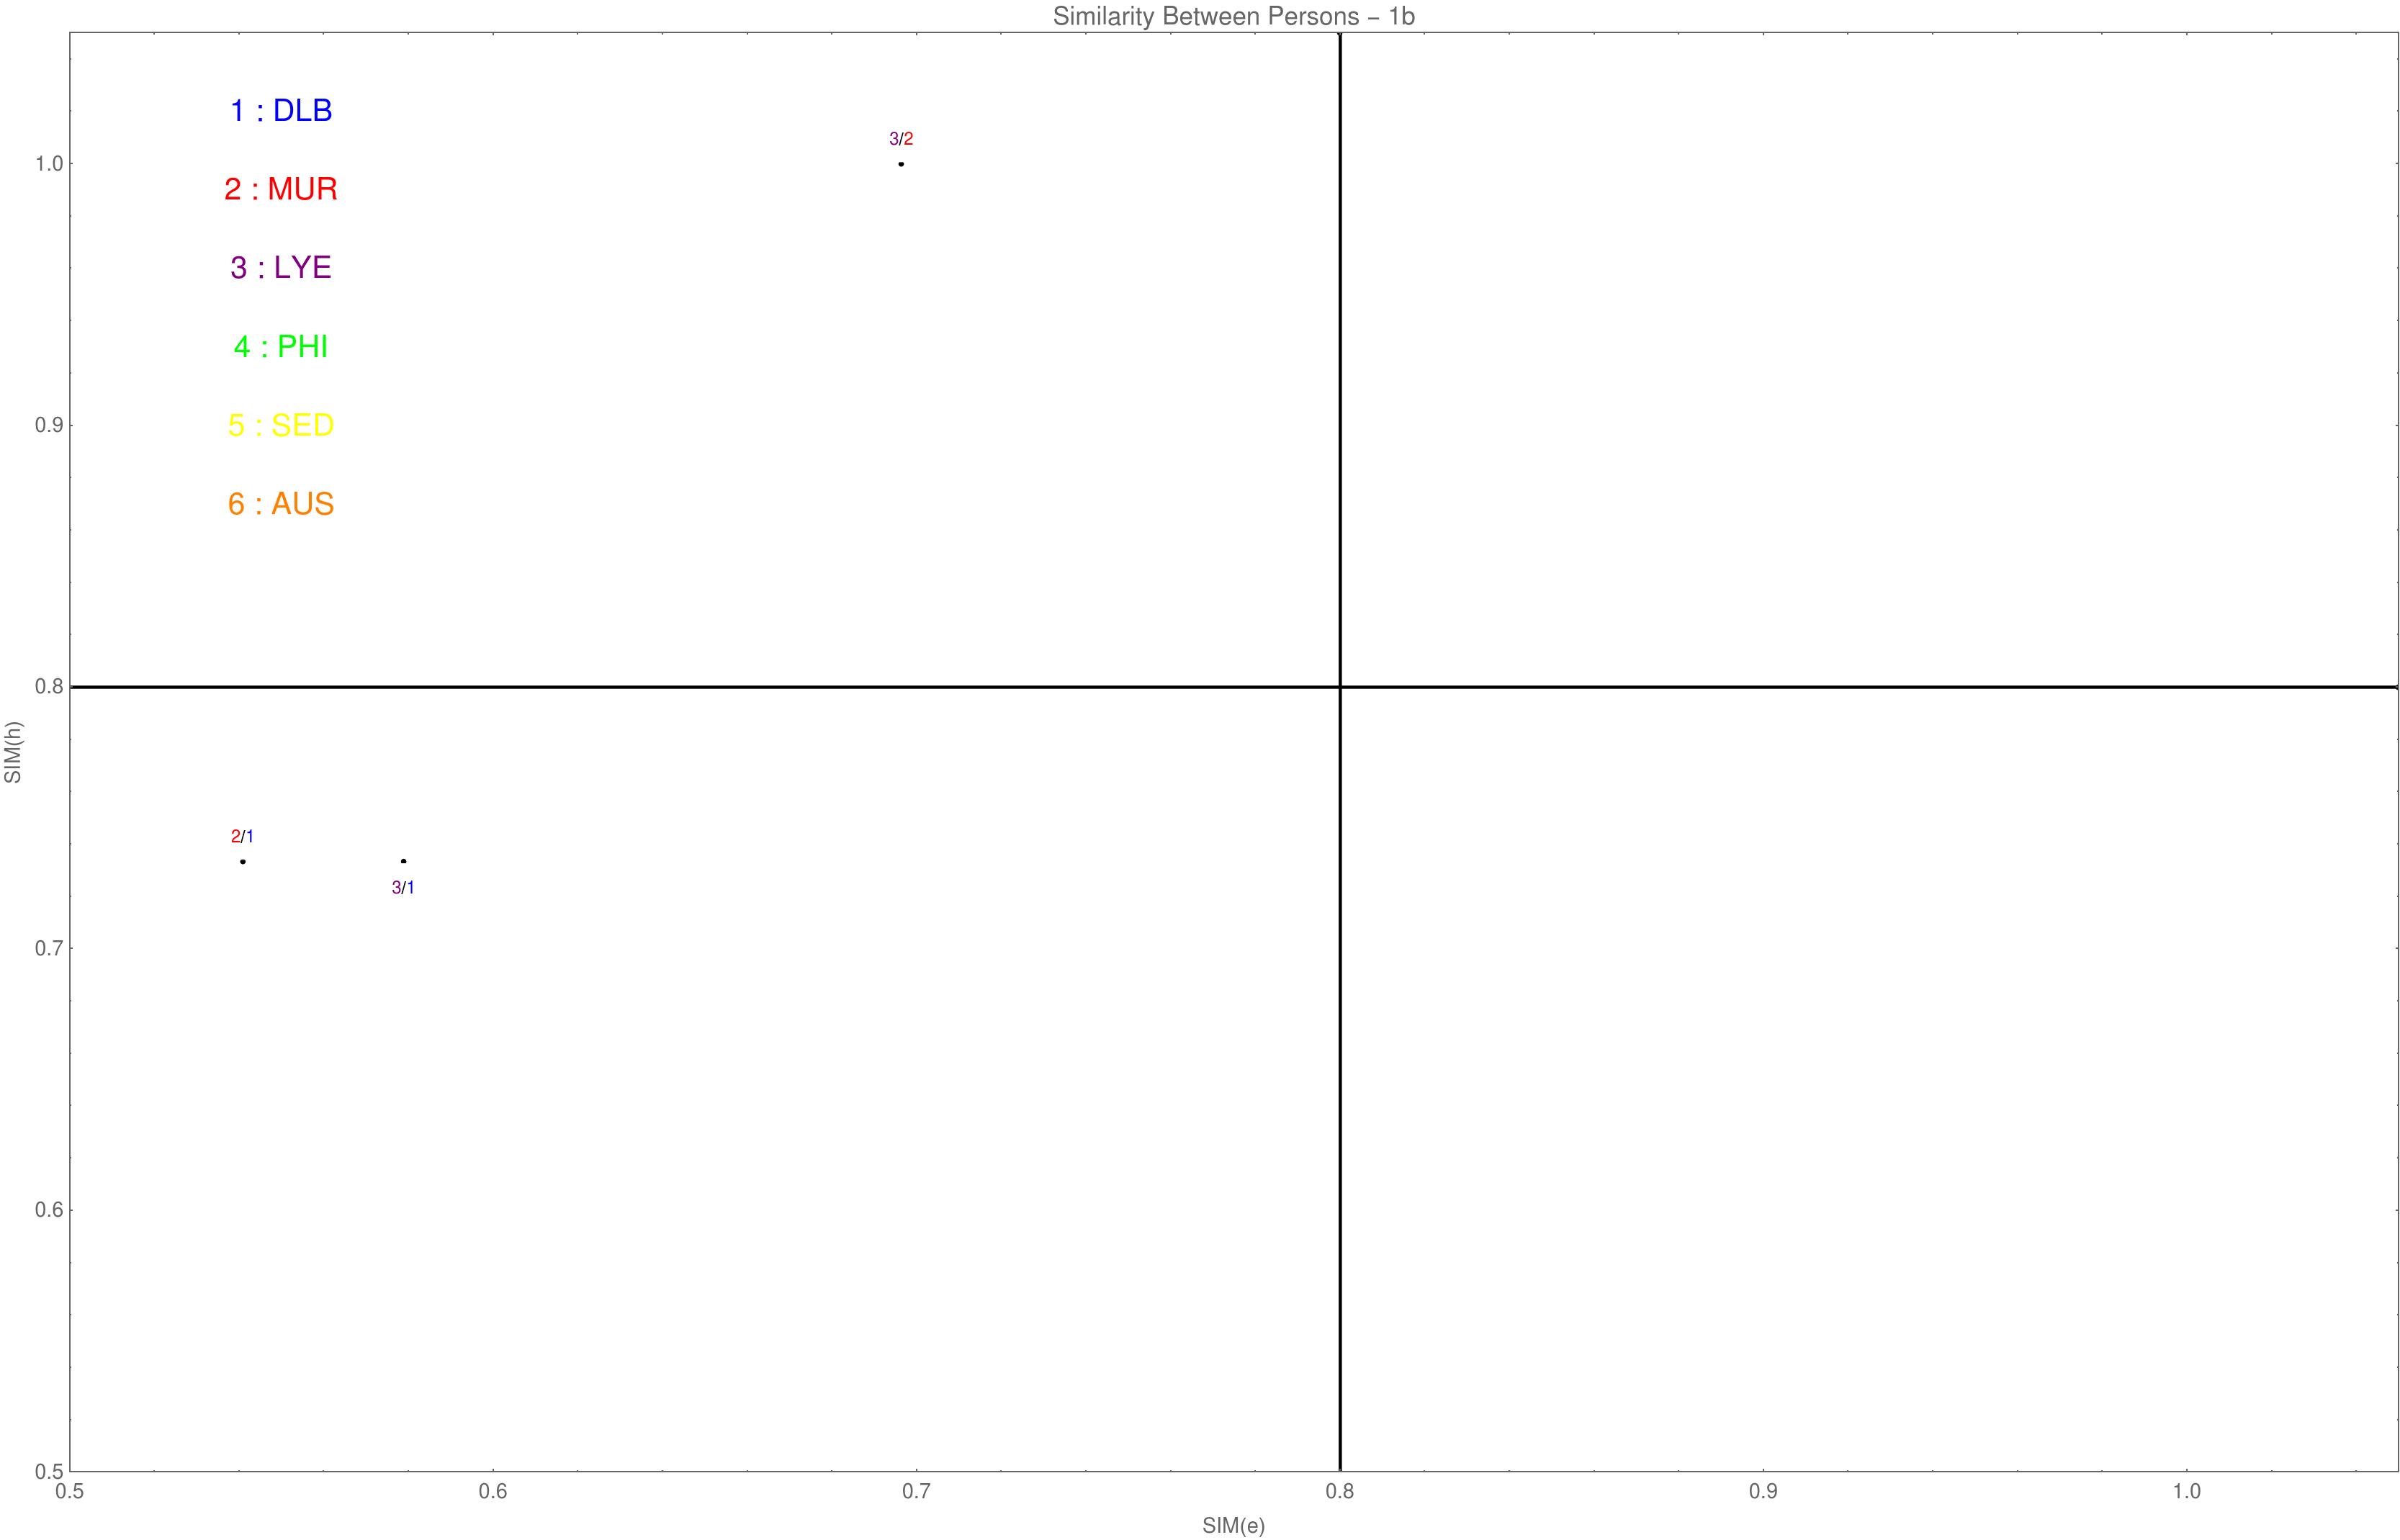 Similarity Between Persons – 1b
1 : DLB
3/2
1.0
2 : MUR
3 : LYE
4 : PHI
0.9
5 : SED
6 : AUS
0.8
SIM(h)
2/1
3/1
0.7
0.6
0.5
0.5 0.6 0.7 0.8 0.9 1.0
SIM(e)